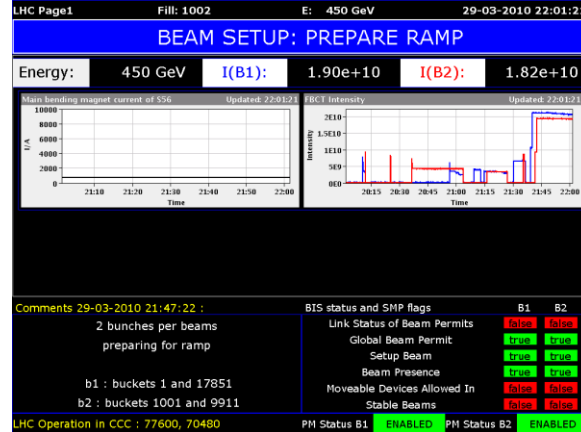 LHC Page1 Fill: 1002 E: 450 GeV 29-03-2010 22:01:21
BEAM SETUP: PREPARE RAMP
Energy: 450 GeV I(B1): 1.90e+10 I(B2): 1.82e+10
Main bending magnet current of S56 Updated: 22:01:21
10000
8000
6000
4000
2000
0
I/A
21:10 21:20 21:30 21:40 21:50 22:00
Time
FBCT Intensity Updated: 22:01:21
2E10
1.5E10
1E10
5E9
0E0
Intensity
20:15 20:30 20:45 21:00 21:15 21:30 21:45 22:00
Time
Comments 29-03-2010 21:47:22 :
2 bunches per beams
preparing for ramp
b1 : buckets 1 and 17851
b2 : buckets 1001 and 9911
BIS status and SMP flags B1 B2
Link Status of Beam Permits false false
Global Beam Permit true true
Setup Beam true true
Beam Presence true true
Moveable Devices Allowed In false false
Stable Beams false false
LHC Operation in CCC : 77600, 70480 PM Status B1 ENABLED PM Status B2 ENABLED